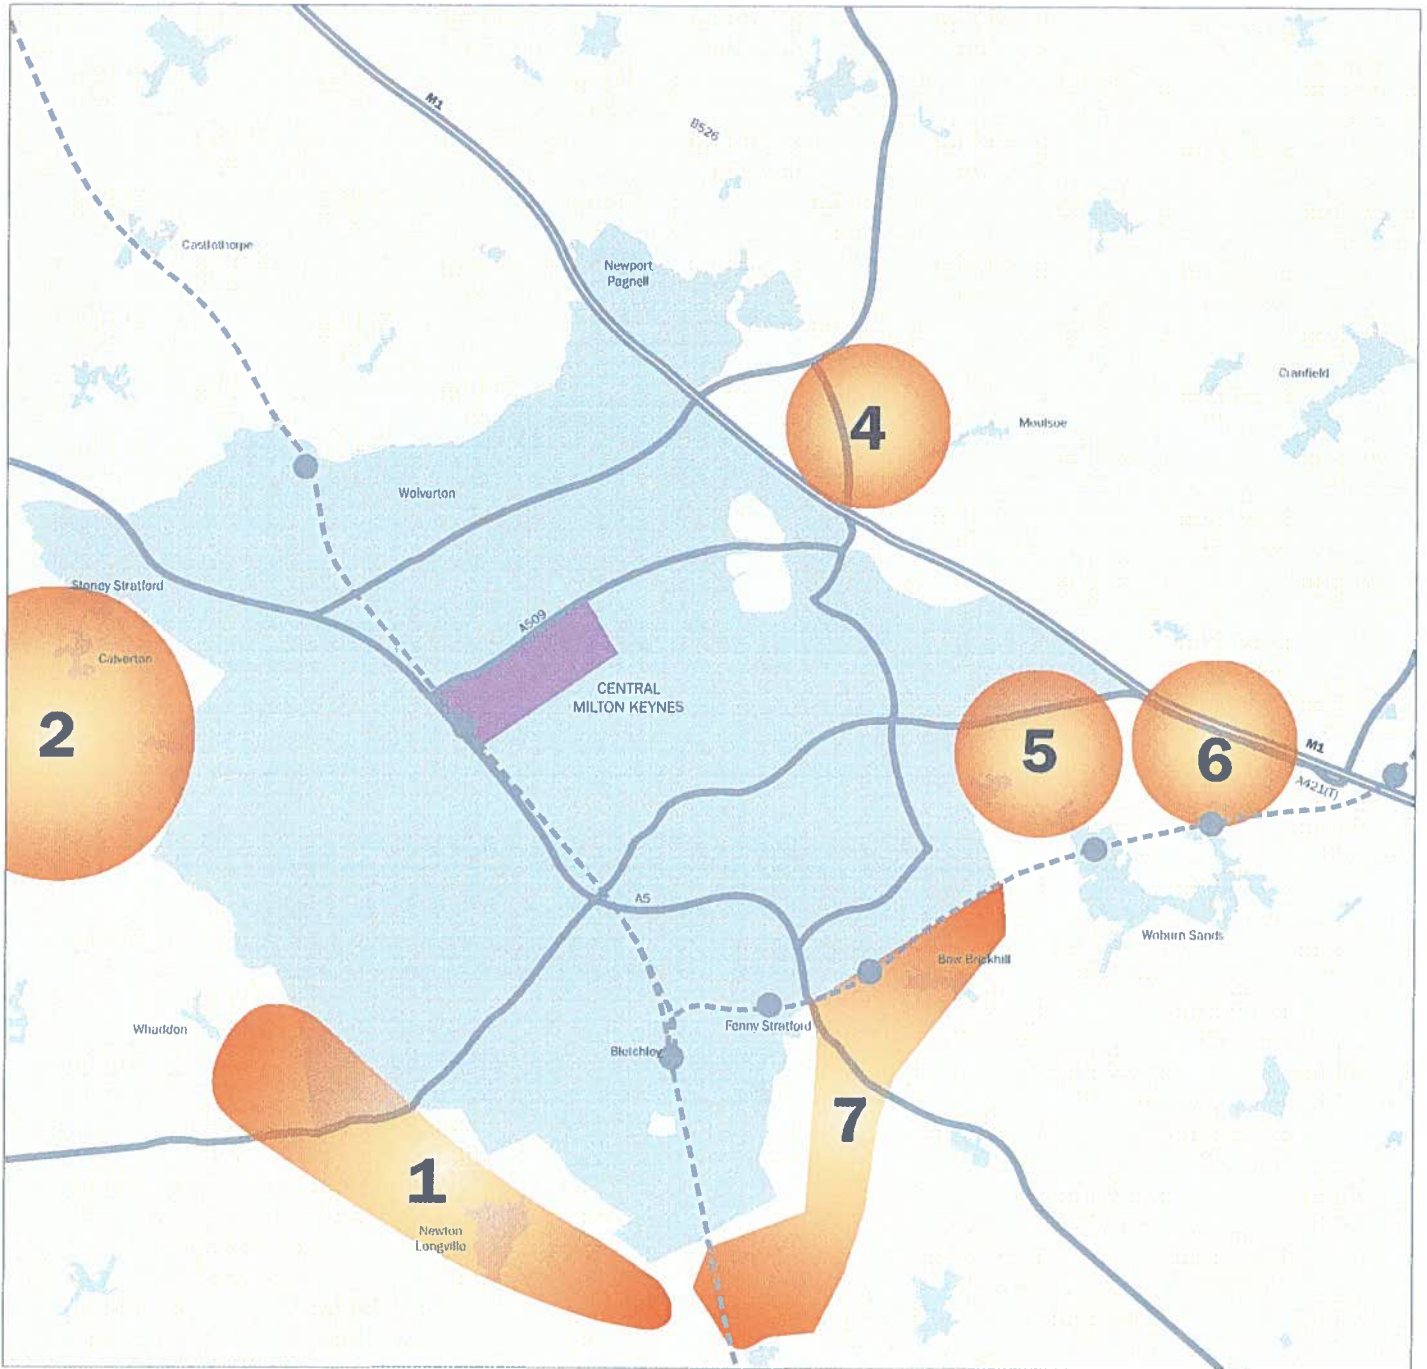 M1
B526
Castlethorpe
Newport
Pagnell
Cranfield
4
Moulsoe
Wolverton
Stoney Stratford
A509
Calverton
CENTRAL
MILTON KEYNES
2
5
6
M1
A421(T)
A5
Woburn Sands
Bow Brickhill
Whaddon
Fenny Stratford
Bletchley
7
1
Newton
Longville